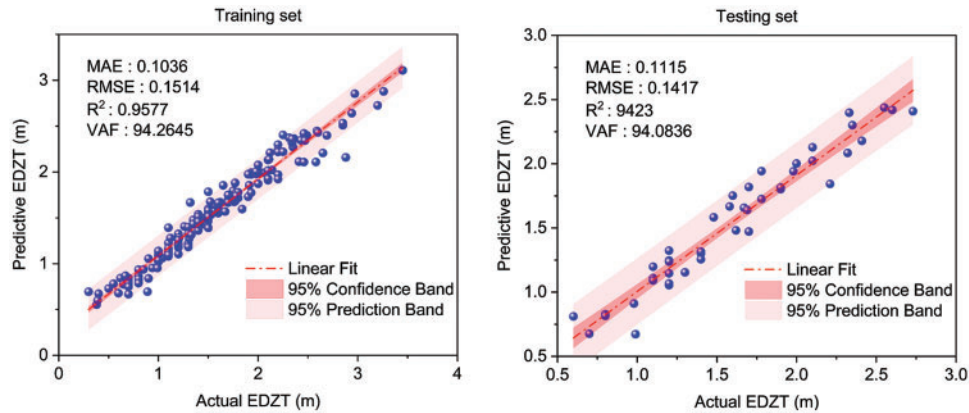 Training set
MAE : 0.1036
RMSE : 0.1514
R² : 0.9577
VAF : 94.2645
Linear Fit
95% Confidence Band
95% Prediction Band
Predictive EDZT (m)
3
2
1
0
0
1
2
3
4
Actual EDZT (m)
Testing set
MAE : 0.1115
RMSE : 0.1417
R² : 9423
VAF : 94.0836
Linear Fit
95% Confidence Band
95% Prediction Band
Predictive EDZT (m)
3.0
2.5
2.0
1.5
1.0
0.5
0.5
1.0
1.5
2.0
2.5
3.0
Actual EDZT (m)